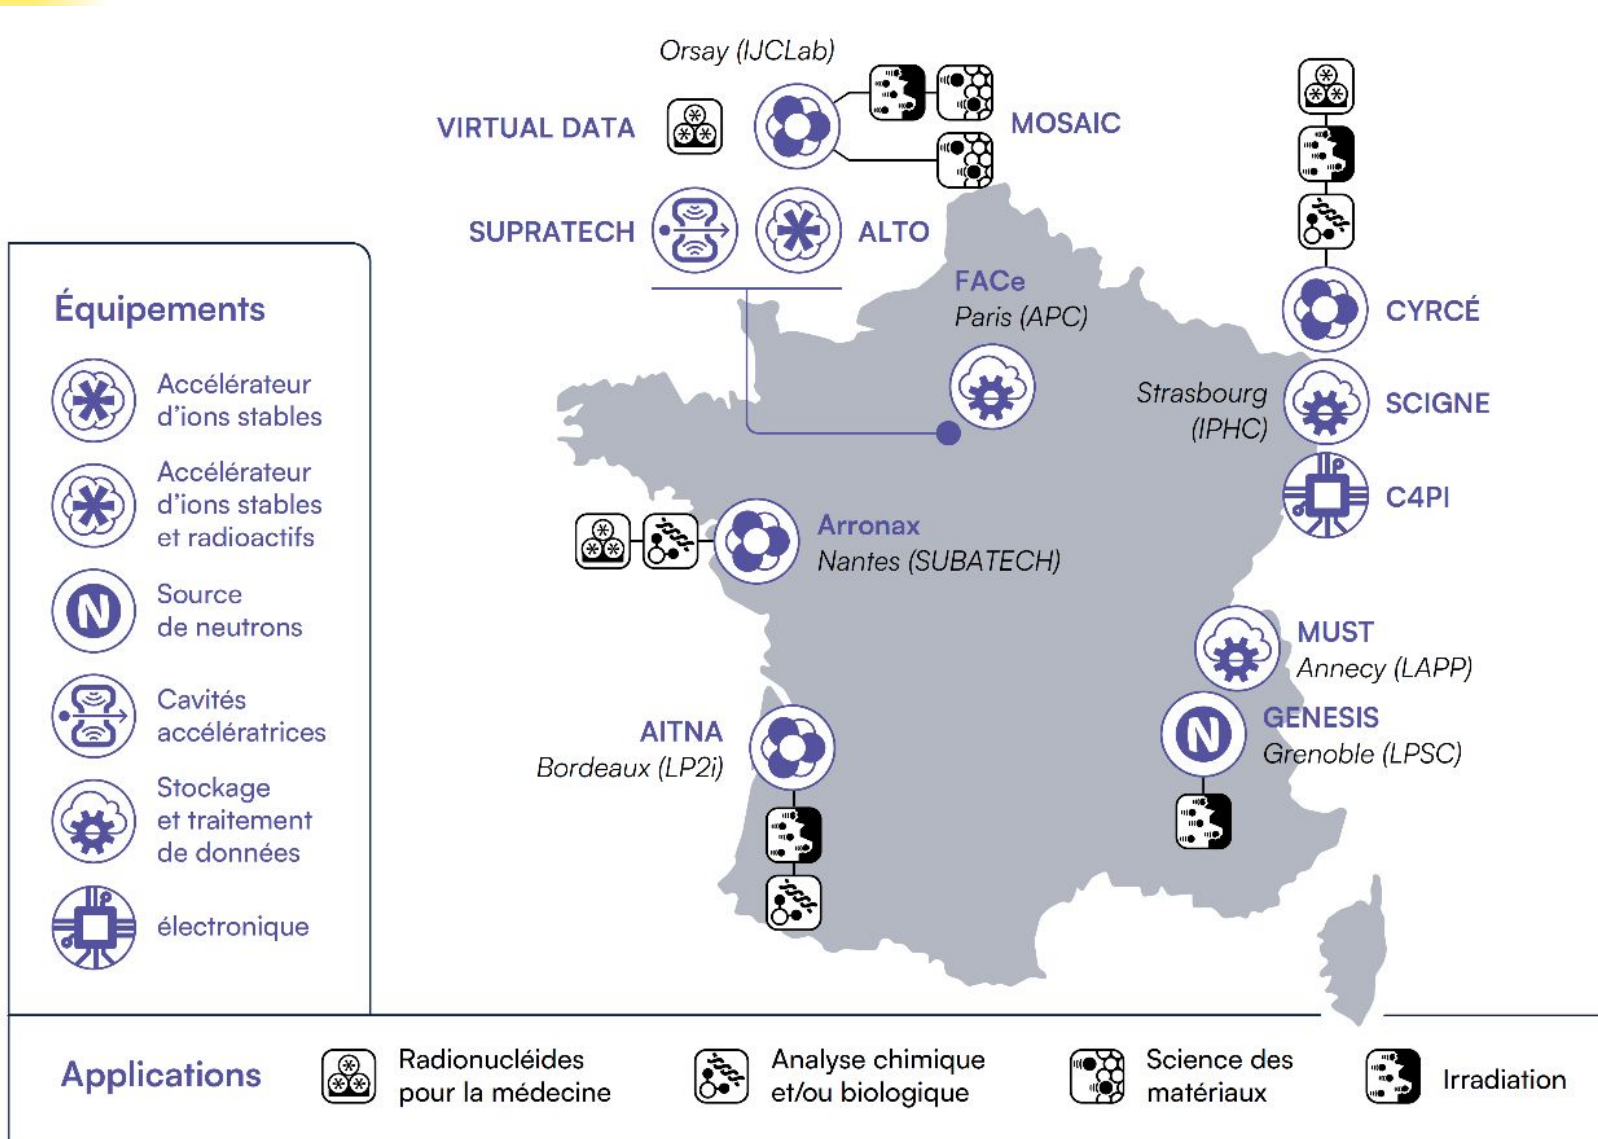 Orsay (IJCLab)
VIRTUAL DATA
MOSAIC
SUPRATECH
ALTO
FACe
Paris (APC)
CYRCÉ
Strasbourg
(IPHC)
SCIGNE
C4PI
Arronax
Nantes (SUBATECH)
MUST
Annecy (LAPP)
GENESIS
Grenoble (LPSC)
AITNA
Bordeaux (LP2i)
Équipements
Accélérateur
d'ions stables
Accélérateur
d'ions stables
et radioactifs
N
Source
de neutrons
Cavités
accélératrices
Stockage
et traitement
de données
électronique
N
Applications
Radionucléides
pour la médecine
Analyse chimique
et/ou biologique
Science des
matériaux
Irradiation